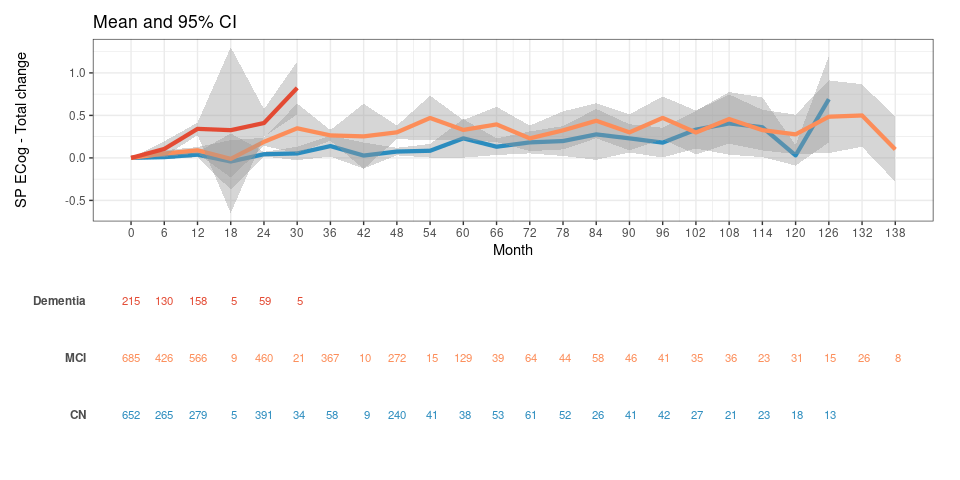 Mean and 95% CI
SP ECog - Total change
1.0
0.5
0.0
-0.5
0 6 12 18 24 30 36 42 48 54 60 66 72 78 84 90 96 102 108 114 120 126 132 138
Month
Dementia 215 130 158 5 59 5
MCI 685 426 566 9 460 21 367 10 272 15 129 39 64 44 58 46 41 35 36 23 31 15 26 8
CN 652 265 279 5 391 34 58 9 240 41 38 53 61 52 26 41 42 27 21 23 18 13